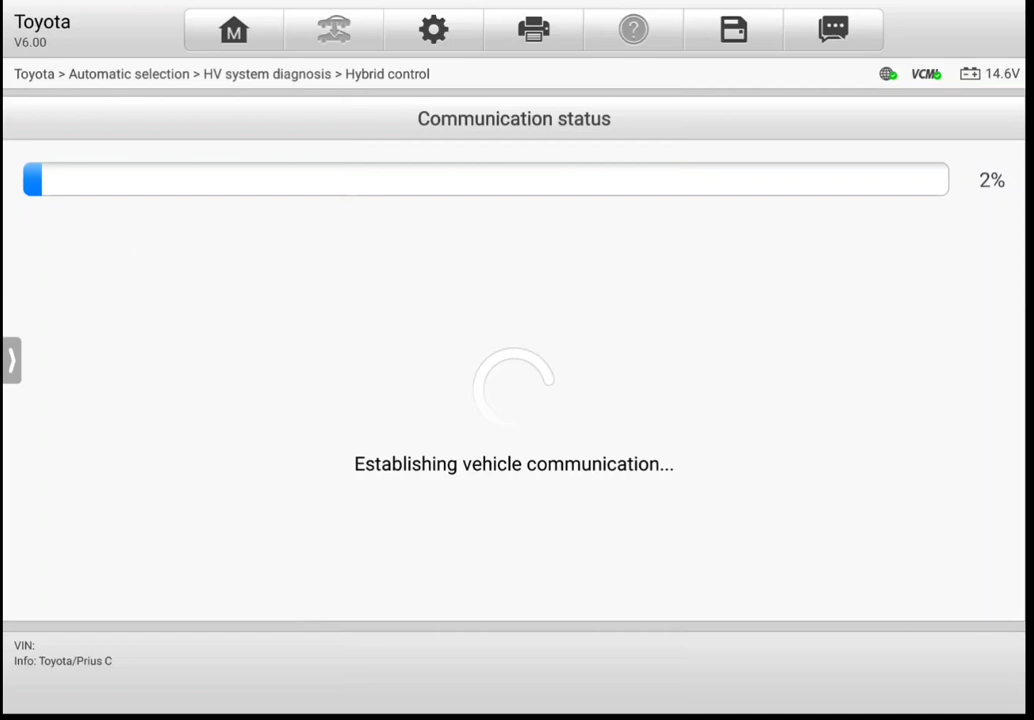 Toyota
V6.00
M
?
Toyota > Automatic selection > HV system diagnosis > Hybrid control
VCMI
14.6V
Communication status
2%
Establishing vehicle communication...
VIN:
Info: Toyota/Prius C